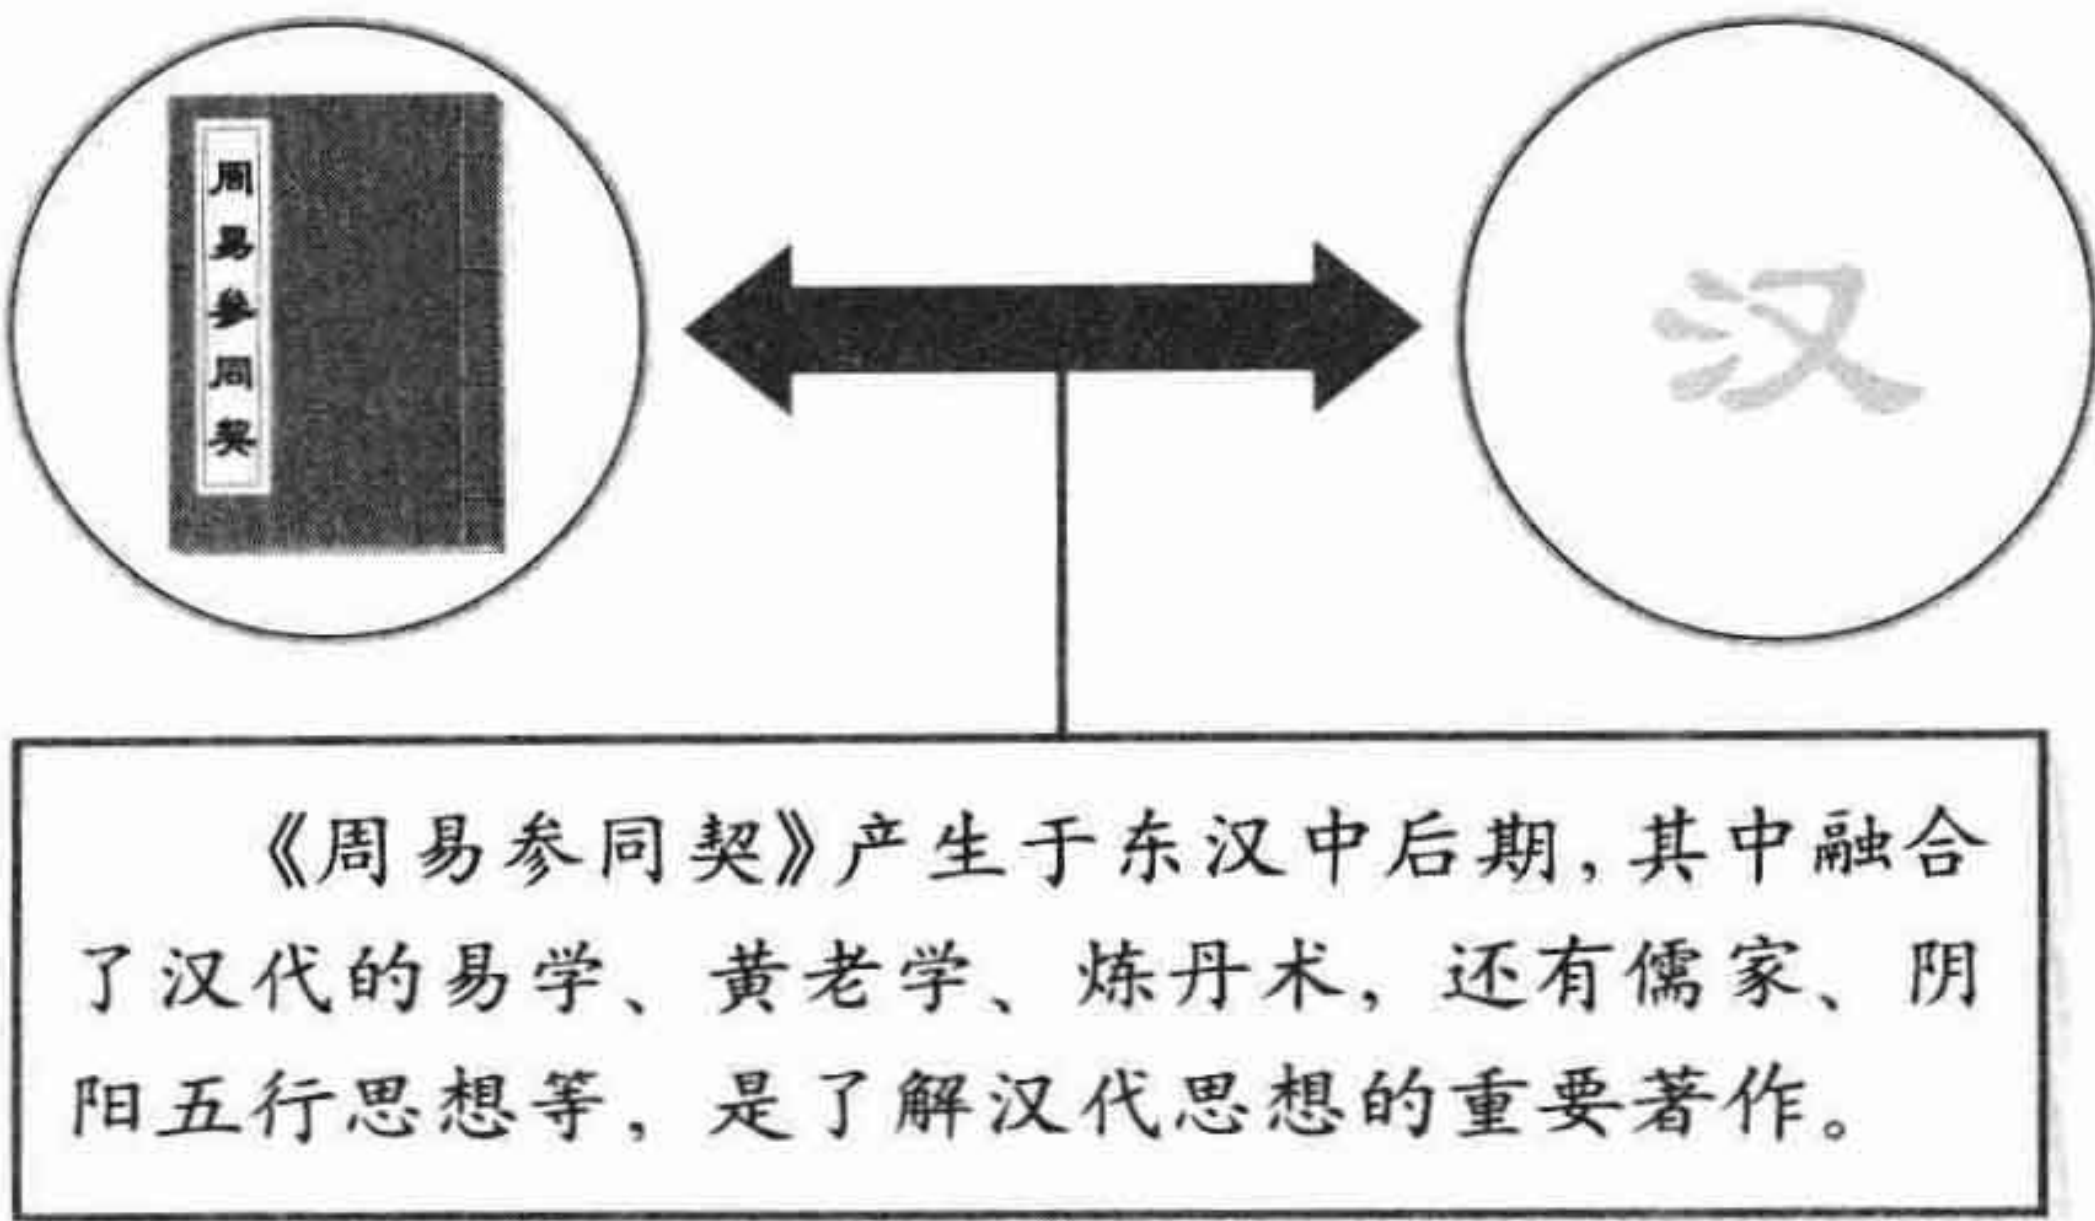 周易参同契
汉
《周易参同契》产生于东汉中后期，其中融合
了汉代的易学、黄老学、炼丹术，还有儒家、阴
阳五行思想等，是了解汉代思想的重要著作。